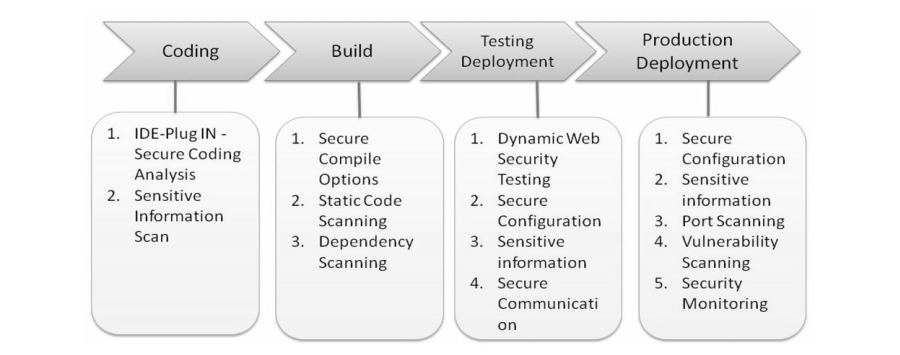 Coding
Build
Testing
Deployment
Production
Deployment
1. IDE-Plug IN -
Secure Coding
Analysis
2. Sensitive
Information
Scan
1. Secure
Compile
Options
2. Static Code
Scanning
3. Dependency
Scanning
1. Dynamic Web
Security
Testing
2. Secure
Configuration
3. Sensitive
information
4. Secure
Communicati
on
1. Secure
Configuration
2. Sensitive
information
3. Port Scanning
4. Vulnerability
Scanning
5. Security
Monitoring